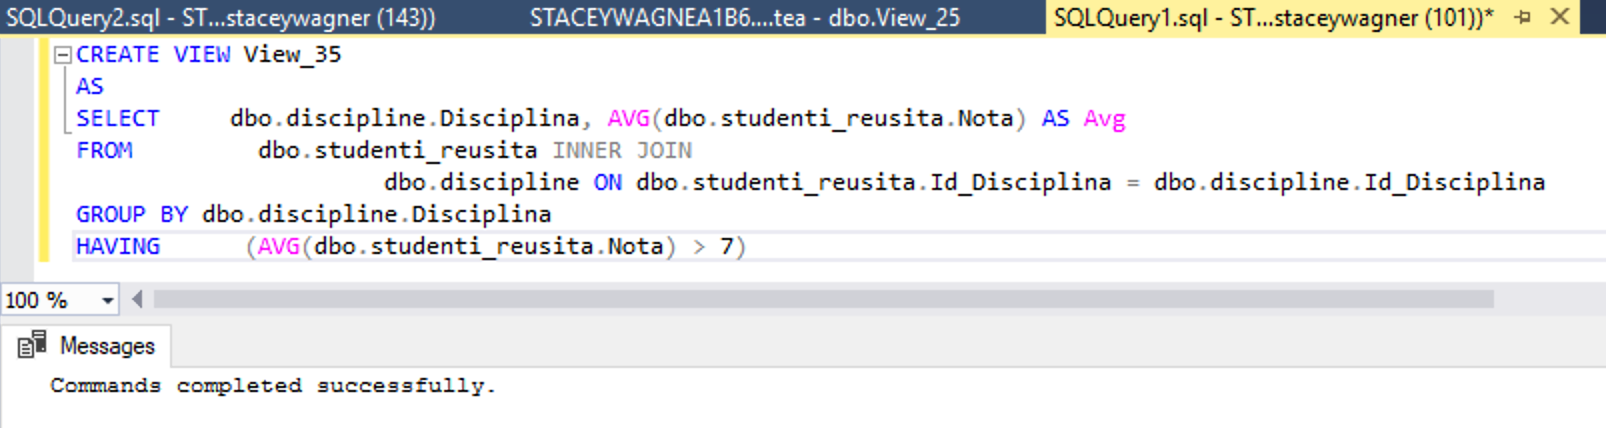 SQLQuery2.sql - ST...staceywagner (143)) STACEYWAGNEA1B6....tea - dbo.View_25 SQLQuery1.sql - ST...staceywagner (101))*
CREATE VIEW View_35
AS
SELECT dbo.discipline.Disciplina, AVG(dbo.studenti_reusita.Nota) AS Avg
FROM dbo.studenti_reusita INNER JOIN
dbo.discipline ON dbo.studenti_reusita.Id_Disciplina = dbo.discipline.Id_Disciplina
GROUP BY dbo.discipline.Disciplina
HAVING (AVG(dbo.studenti_reusita.Nota) > 7)
100 %
Messages
Commands completed successfully.